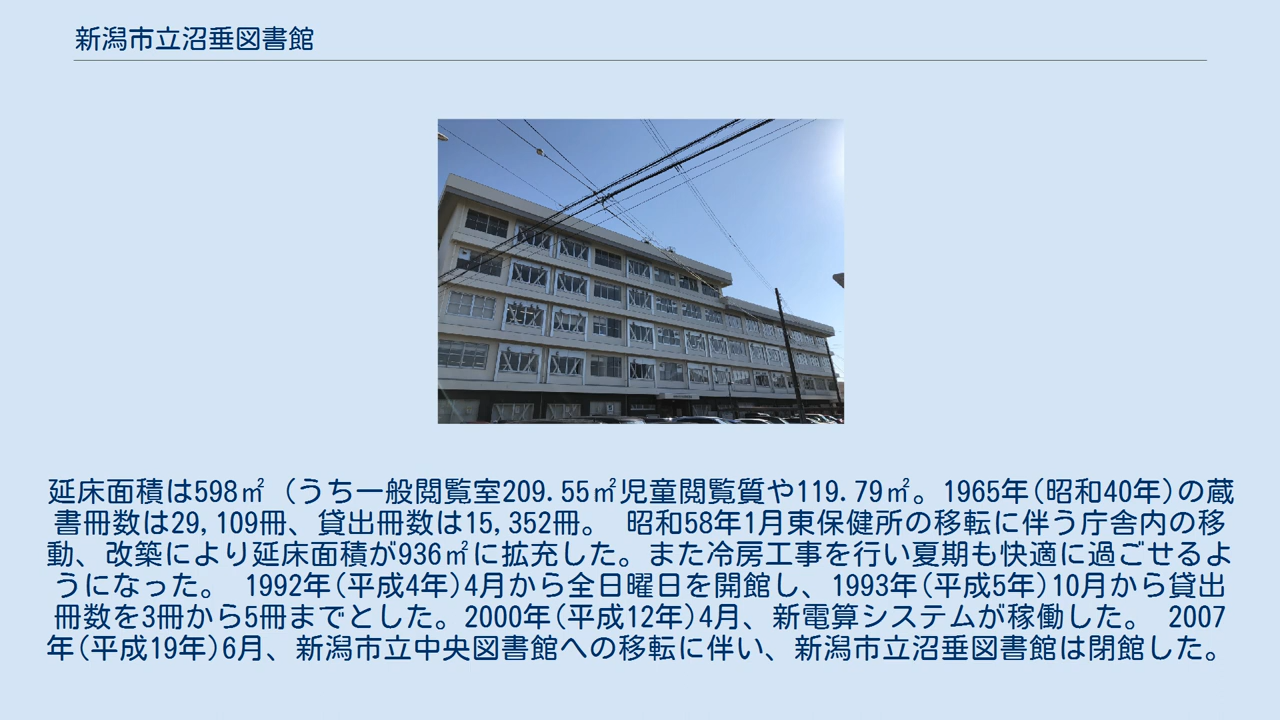 新潟市立沼垂図書館
延床面積は598㎡（うち一般閲覧室209.55㎡児童閲覧質や119.79㎡。1965年(昭和40年)の蔵
書冊数は29,109冊、貸出冊数は15,352冊。 昭和58年1月東保健所の移転に伴う庁舎内の移
動、改築により延床面積が936㎡に拡充した。また冷房工事を行い夏期も快適に過ごせるよ
うになった。 1992年(平成4年)4月から全日曜日を開館し、1993年(平成5年)10月から貸出
冊数を3冊から5冊までとした。2000年(平成12年)4月、新電算システムが稼働した。 2007
年(平成19年)6月、新潟市立中央図書館への移転に伴い、新潟市立沼垂図書館は閉館した。